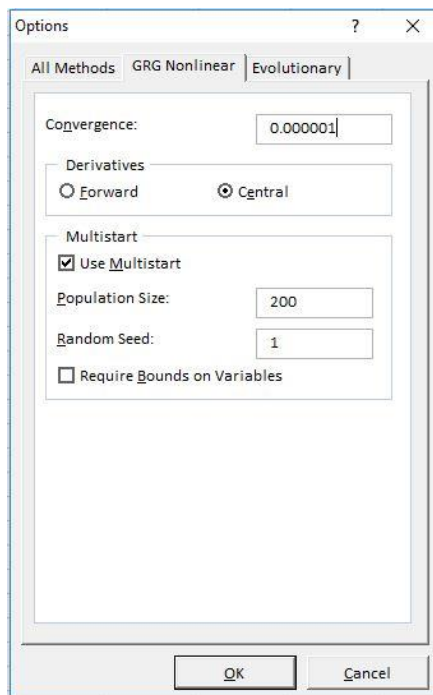 Options ? ×
All Methods GRG Nonlinear Evolutionary
Convergence: 0.000001
Derivatives
Forward Central
Multistart
Use Multistart
Population Size: 200
Random Seed: 1
Require Bounds on Variables
OK Cancel